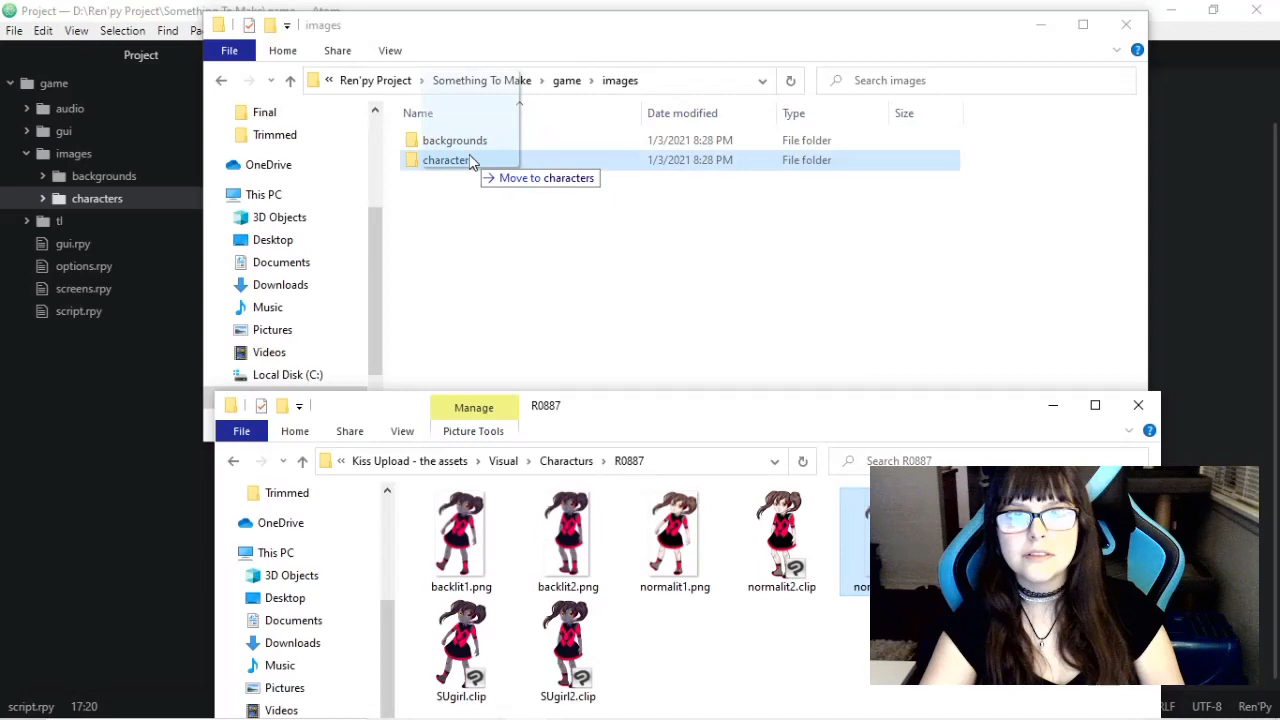 Project — D:\Ren'py Project\Something To Make\game — Atom
images
File Edit View Selection Find Pa
File Home Share View
Project
« Ren'py Project > Something To Make > game > images
Search images
game
audio
gui
images
backgrounds
characters
tl
gui.rpy
options.rpy
screens.rpy
script.rpy
Final
Trimmed
OneDrive
This PC
3D Objects
Desktop
Documents
Downloads
Music
Pictures
Videos
Local Disk (C:)
Name Date modified Type Size
backgrounds 1/3/2021 8:28 PM File folder
character 1/3/2021 8:28 PM File folder
→ Move to characters
Manage R0887
File Home Share View Picture Tools
« Kiss Upload - the assets > Visual > Characturs > R0887
Search R0887
Trimmed
OneDrive
This PC
3D Objects
Desktop
Documents
Downloads
Music
Pictures
Videos
backlit1.png backlit2.png normalit1.png normalit2.clip nor
SUgirl.clip SUgirl2.clip
script.rpy 17:20
RLF UTF-8 Ren'Py